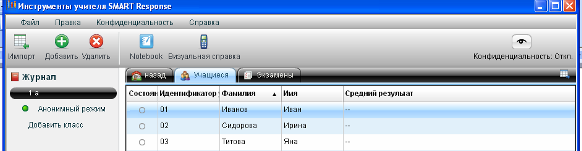 Инструменты учителя SMART Response
Файл Правка Конфиденциальность Справка
Импорт Добавить Удалить Notebook Визуальная справка Конфиденциальность: Откл.
Журнал
1 а
Анонимный режим
Добавить класс
назад Учащиеся Экзамены
Состоян Идентификатор Фамилия Имя Средний результат
01 Иванов Иван --
02 Сидорова Ирина --
03 Титова Яна --